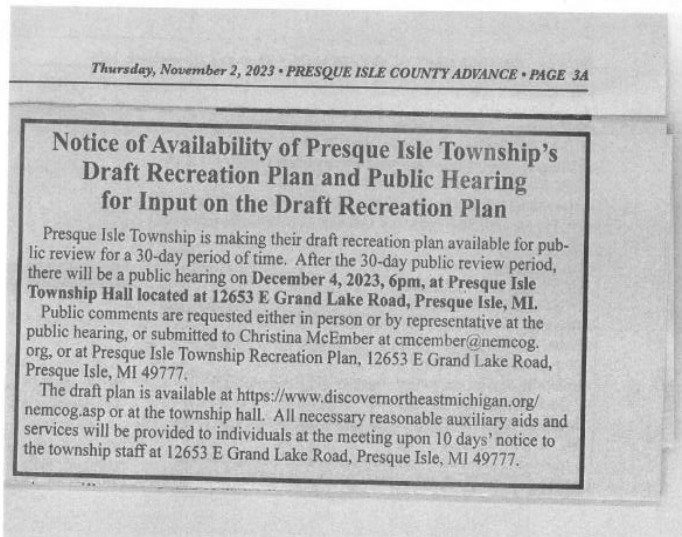 Thursday, November 2, 2023 • PRESQUE ISLE COUNTY ADVANCE • PAGE 3A
Notice of Availability of Presque Isle Township's
Draft Recreation Plan and Public Hearing
for Input on the Draft Recreation Plan
Presque Isle Township is making their draft recreation plan available for pub-
lic review for a 30-day period of time. After the 30-day public review period,
there will be a public hearing on December 4, 2023, 6pm, at Presque Isle
Township Hall located at 12653 E Grand Lake Road, Presque Isle, MI.
Public comments are requested either in person or by representative at the
public hearing, or submitted to Christina McEmber at cmcember@nemcog.
org, or at Presque Isle Township Recreation Plan, 12653 E Grand Lake Road,
Presque Isle, MI 49777.
The draft plan is available at https://www.discovernortheastmichigan.org/
nemcog.asp or at the township hall. All necessary reasonable auxiliary aids and
services will be provided to individuals at the meeting upon 10 days' notice to
the township staff at 12653 E Grand Lake Road, Presque Isle, MI 49777.